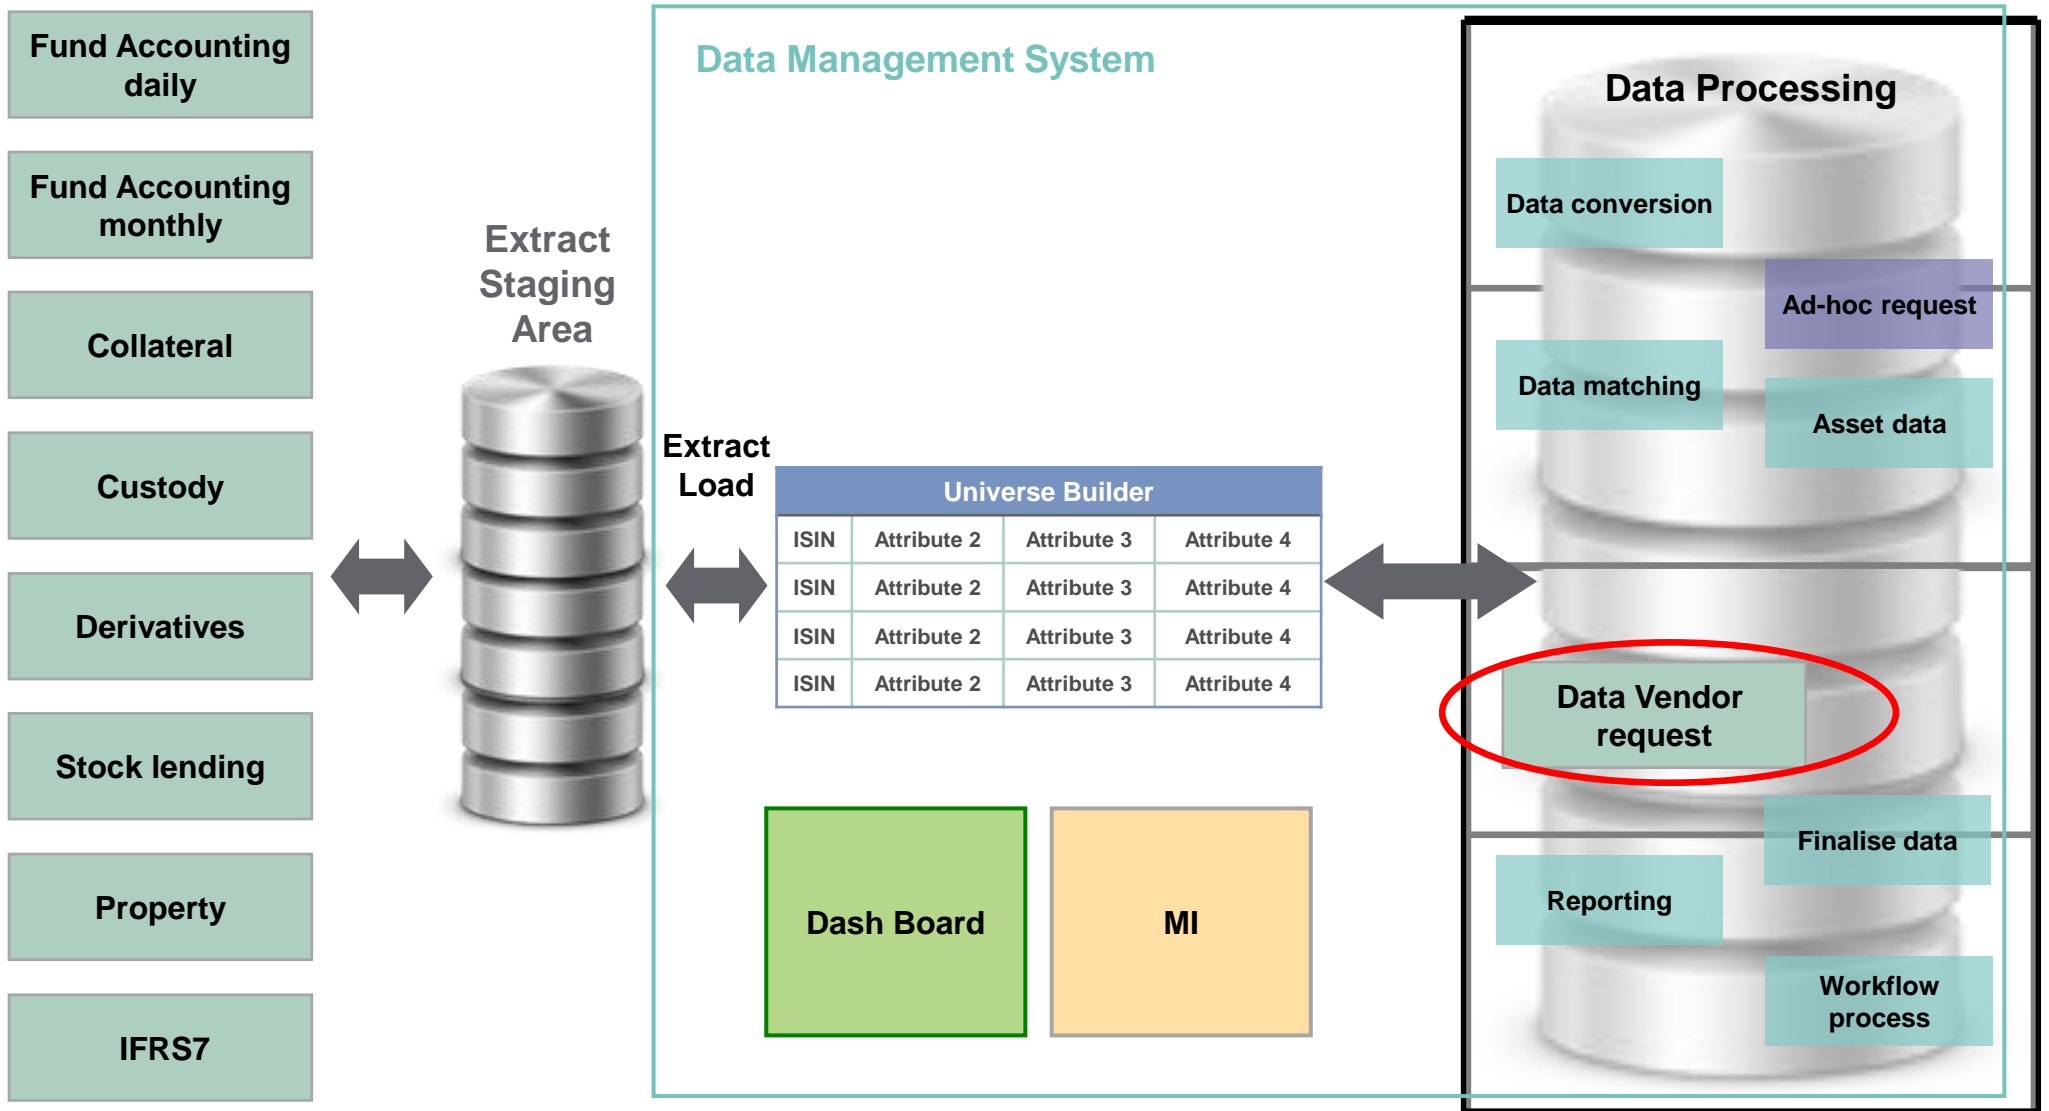 Fund Accounting
daily
Fund Accounting
monthly
Collateral
Custody
Derivatives
Stock lending
Property
IFRS7
Extract
Staging
Area
Data Management System
Extract
Load
Universe Builder
ISIN Attribute 2 Attribute 3 Attribute 4
ISIN Attribute 2 Attribute 3 Attribute 4
ISIN Attribute 2 Attribute 3 Attribute 4
ISIN Attribute 2 Attribute 3 Attribute 4
Dash Board
MI
Data Processing
Data conversion
Ad-hoc request
Data matching
Asset data
Data Vendor
request
Finalise data
Reporting
Workflow
process